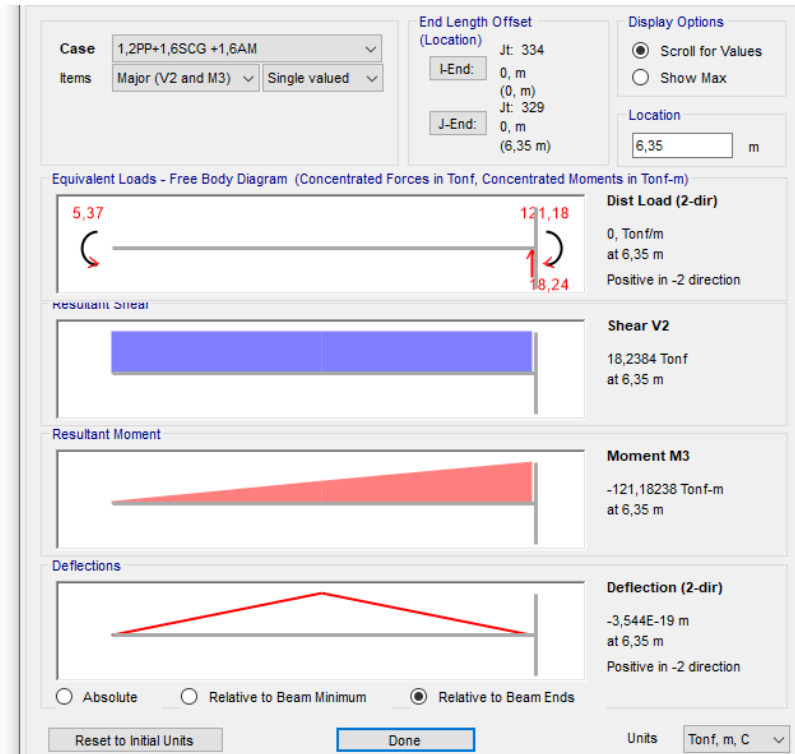 Case 1,2PP+1,6SCG +1,6AM
Items Major (V2 and M3) Single valued
End Length Offset
(Location)
Jt: 334
I-End: 0, m
(0, m)
Jt: 329
J-End: 0, m
(6,35 m)
Display Options
Scroll for Values
Show Max
Location
6,35 m
Equivalent Loads - Free Body Diagram (Concentrated Forces in Tonf, Concentrated Moments in Tonf-m)
5,37 121,18
18,24
Dist Load (2-dir)
0, Tonf/m
at 6,35 m
Positive in -2 direction
Resultant Shear
Shear V2
18,2384 Tonf
at 6,35 m
Resultant Moment
Moment M3
-121,18238 Tonf-m
at 6,35 m
Deflections
Deflection (2-dir)
-3,544E-19 m
at 6,35 m
Positive in -2 direction
Absolute Relative to Beam Minimum Relative to Beam Ends
Reset to Initial Units Done Units Tonf, m, C